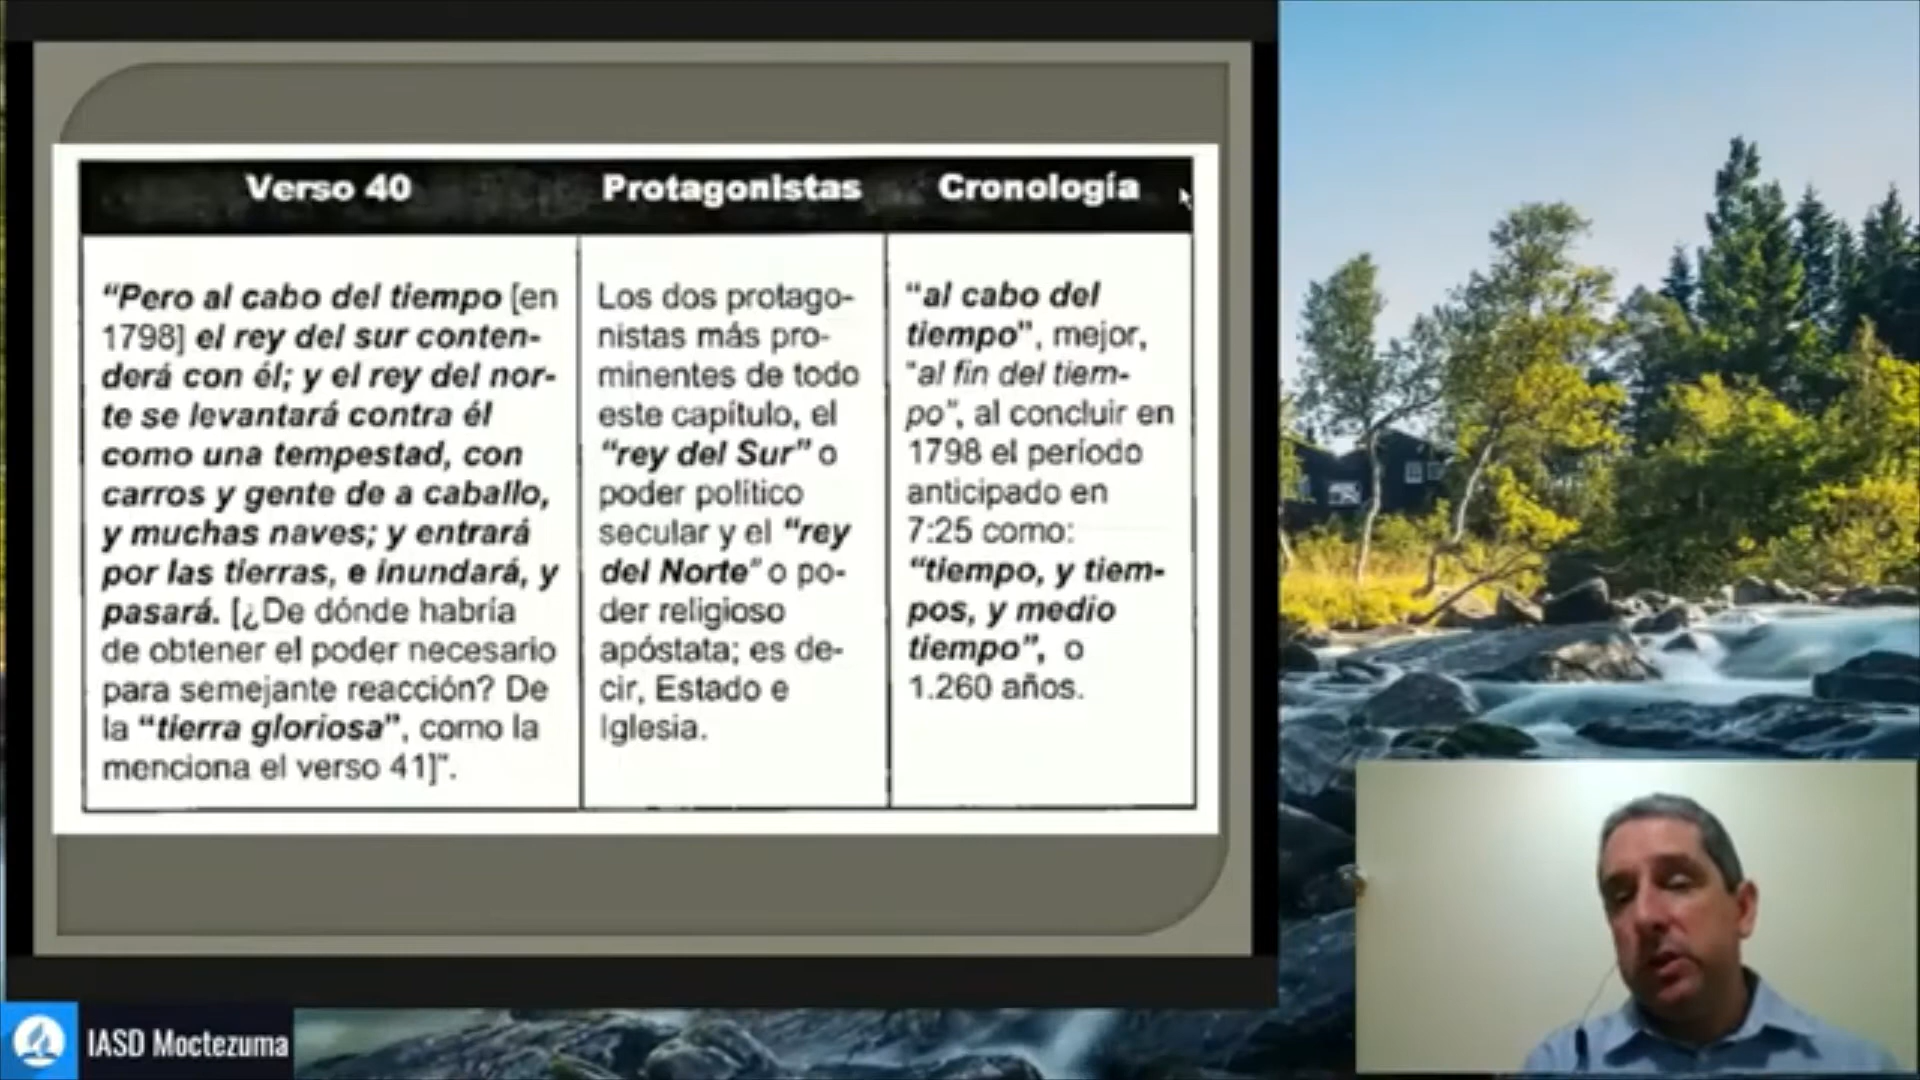 Verso 40
Protagonistas
Cronología
“Pero al cabo del tiempo [en
1798] el rey del sur conten-
derá con él; y el rey del nor-
te se levantará contra él
como una tempestad, con
carros y gente de a caballo,
y muchas naves; y entrará
por las tierras, e inundará, y
pasará. [¿De dónde habría
de obtener el poder necesario
para semejante reacción? De
la “tierra gloriosa”, como la
menciona el verso 41]”.
Los dos protago-
nistas más pro-
minentes de todo
este capítulo, el
“rey del Sur” o
poder político
secular y el “rey
del Norte” o po-
der religioso
apóstata; es de-
cir, Estado e
Iglesia.
“al cabo del
tiempo”, mejor,
“al fin del tiem-
po”, al concluir en
1798 el período
anticipado en
7:25 como:
“tiempo, y tiem-
pos, y medio
tiempo”, o
1.260 años.
IASD Moctezuma